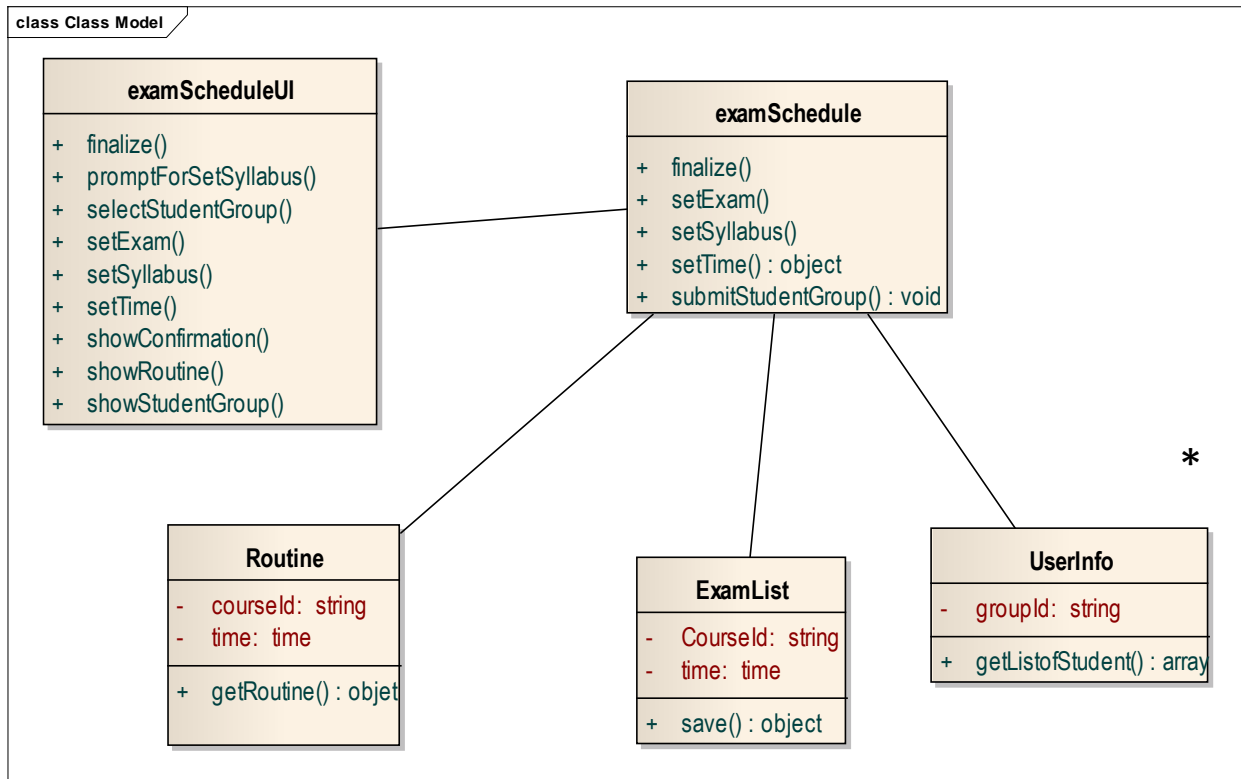 class Class Model
examScheduleUI
+ finalize()
+ promptForSetSyllabus()
+ selectStudentGroup()
+ setExam()
+ setSyllabus()
+ setTime()
+ showConfirmation()
+ showRoutine()
+ showStudentGroup()
examSchedule
+ finalize()
+ setExam()
+ setSyllabus()
+ setTime() : object
+ submitStudentGroup() : void
*
Routine
- courseId: string
- time: time
+ getRoutine() : objet
ExamList
- CourseId: string
- time: time
+ save() : object
UserInfo
- groupId: string
+ getListofStudent() : array